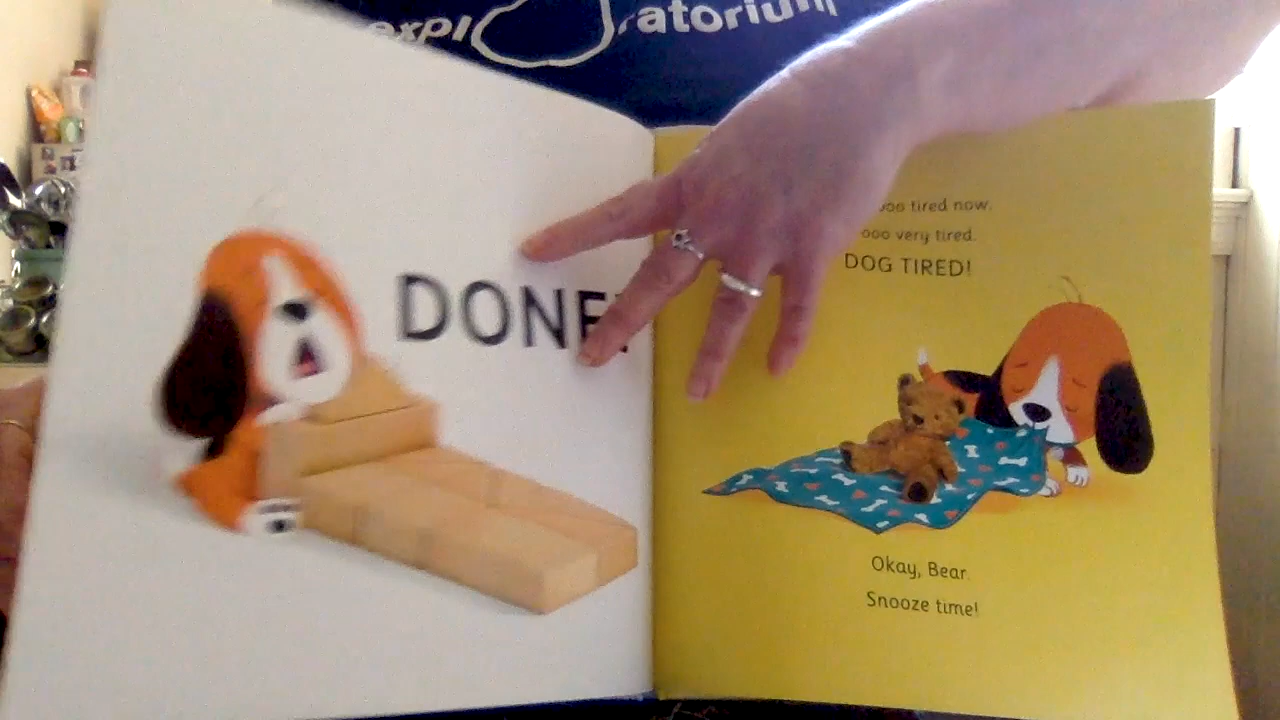 DONE
tired now.
very tired.
DOG TIRED!
Okay, Bear.
Snooze time!